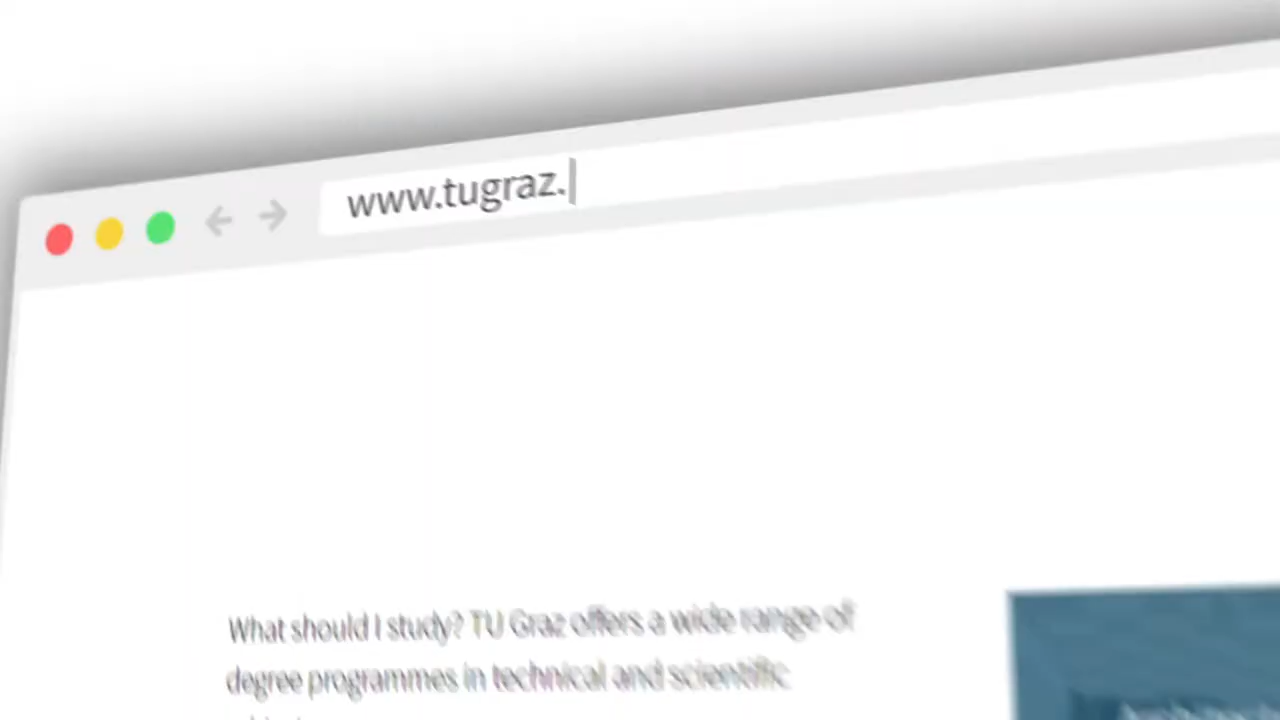 www.tugraz.
What should I study? TU Graz offers a wide range of
degree programmes in technical and scientific